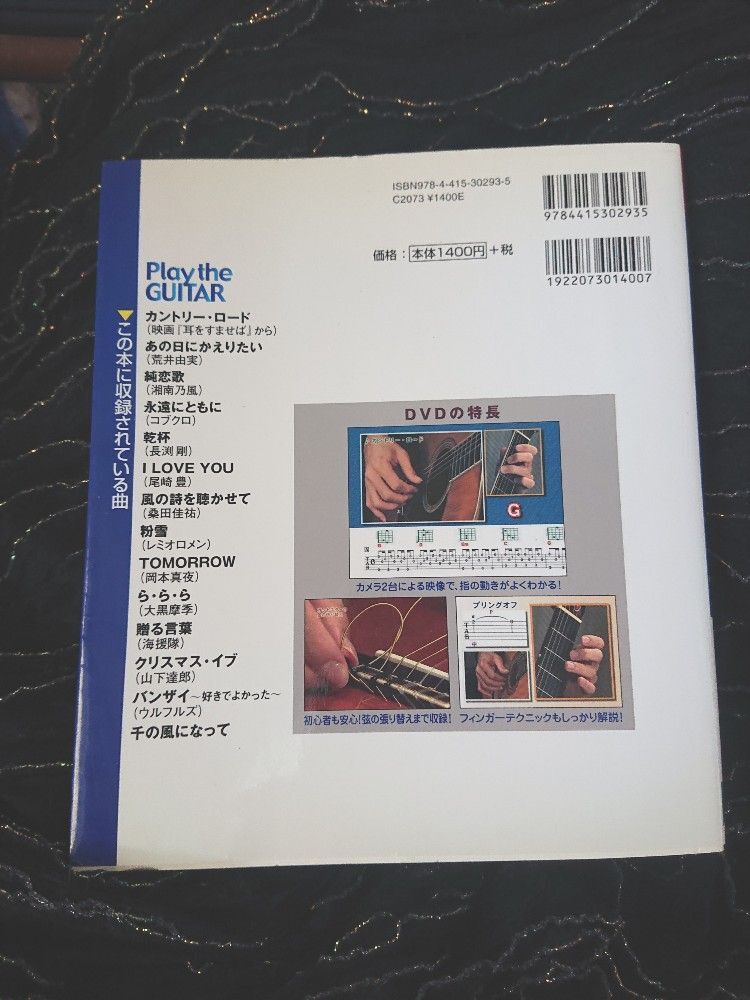 ISBN978-4-415-30293-5
C2073 ¥1400E
9784415302935
価格：本体1400円＋税
1922073014007
Play the
GUITAR
▼この本に収録されている曲
カントリー・ロード
（映画『耳をすませば』から）
あの日にかえりたい
（荒井由実）
純恋歌
（湘南乃風）
永遠にともに
（コブクロ）
乾杯
（長渕 剛）
I LOVE YOU
（尾崎 豊）
風の詩を聴かせて
（桑田佳祐）
粉雪
（レミオロメン）
TOMORROW
（岡本真夜）
ら・ら・ら
（大黒摩季）
贈る言葉
（海援隊）
クリスマス・イブ
（山下達郎）
バンザイ～好きでよかった～
（ウルフルズ）
千の風になって
DVDの特長
♪カントリー・ロード
G
カメラ2台による映像で、指の動きがよくわかる！
プリングオフ
P
初心者も安心！弦の張り替えまで収録！
フィンガーテクニックもしっかり解説！